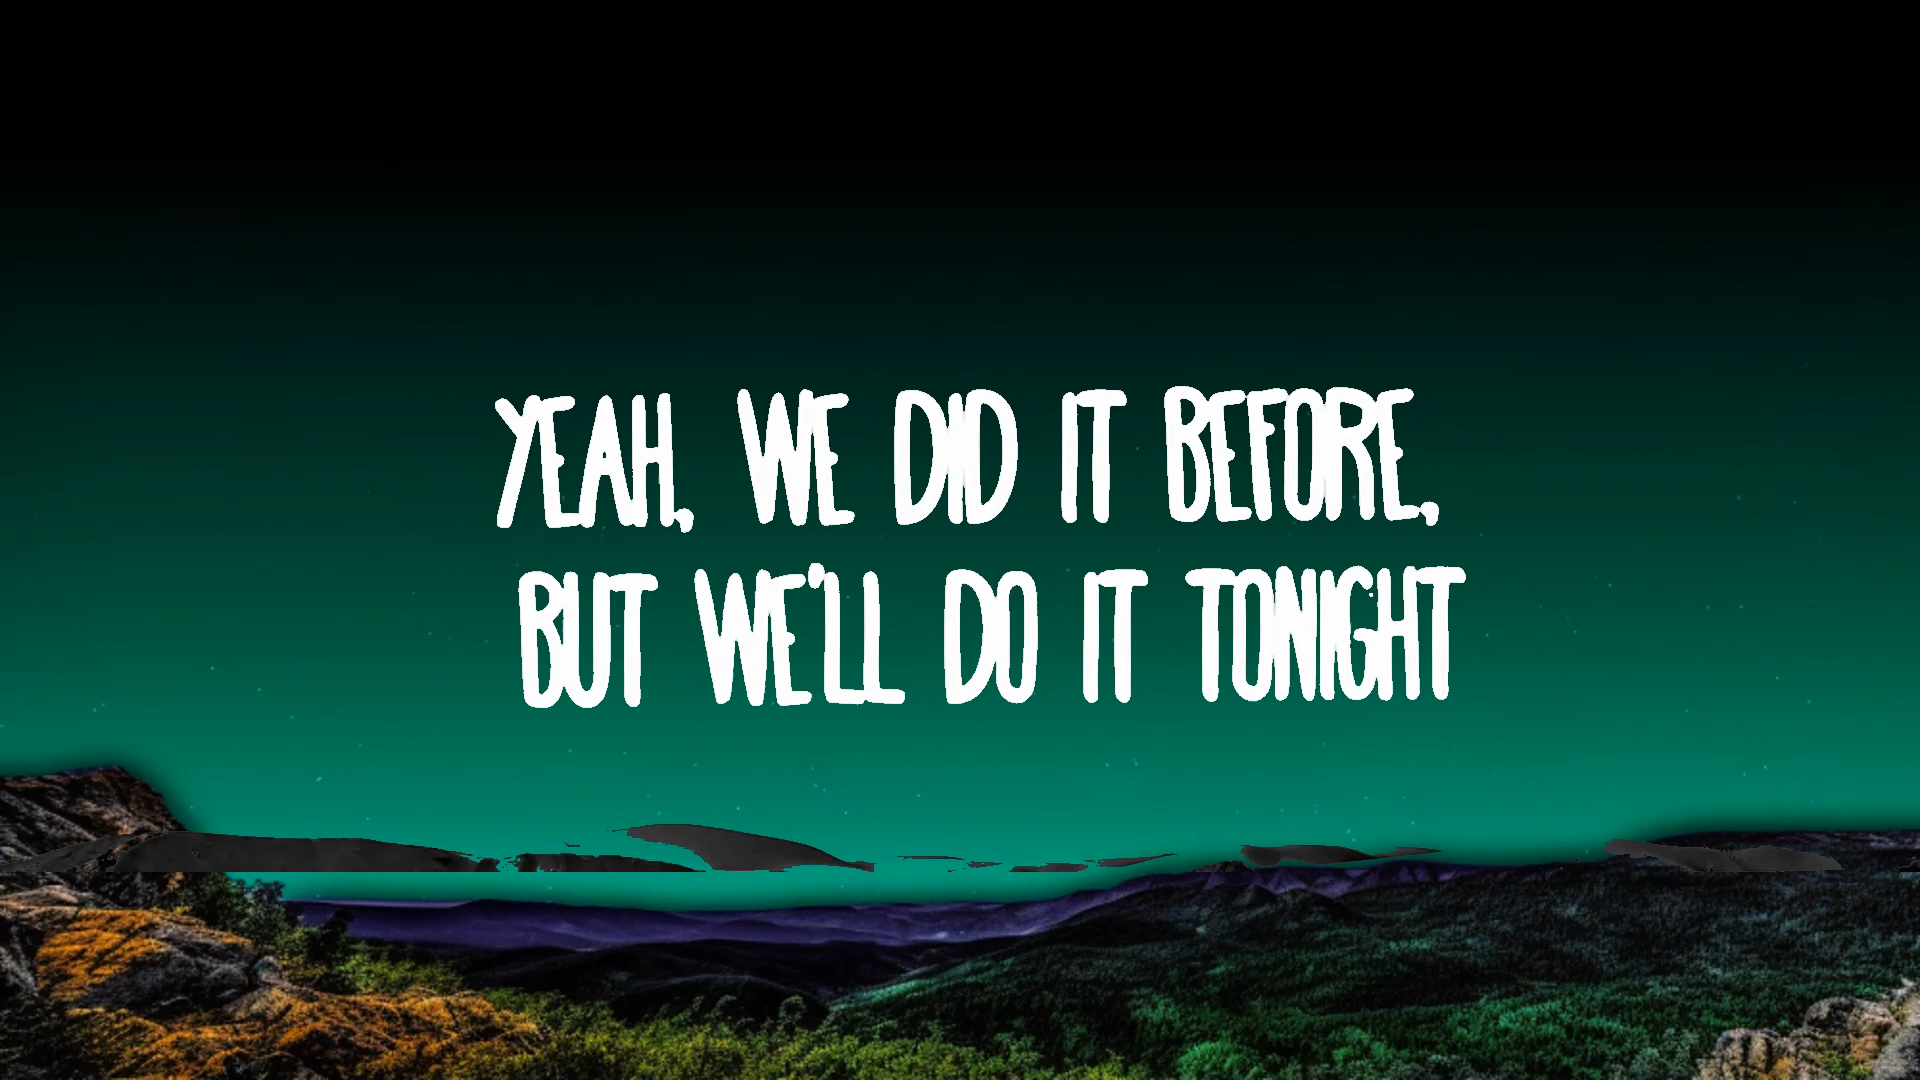 YEAH, WE DID IT BEFORE,
BUT WE'LL DO IT TONIGHT